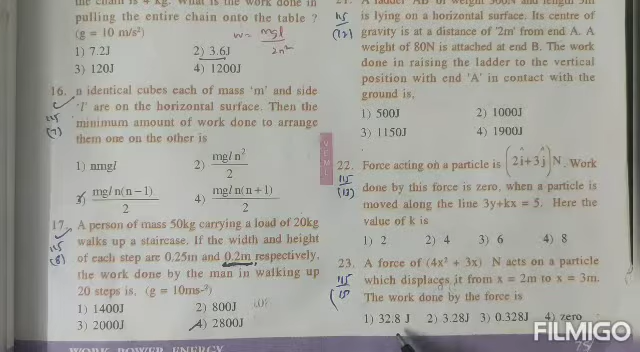 the chain is 4 kg. What is the work done in
pulling the entire chain onto the table ?
(g = 10 m/s²)
w = mgl / 2n²
1) 7.2J 2) 3.6J
3) 120J 4) 1200J
16. n identical cubes each of mass 'm' and side
'l' are on the horizontal surface. Then the
minimum amount of work done to arrange
them one on the other is
1) nmgl 2) mgl n² / 2
3) mgl n(n−1) / 2 4) mgl n(n+1) / 2
17. A person of mass 50kg carrying a load of 20kg
walks up a staircase. If the width and height
of each step are 0.25m and 0.2m respectively,
the work done by the man in walking up
20 steps is, (g = 10ms-²)
1) 1400J 2) 800J
3) 2000J 4) 2800J
WORK POWER ENERGY
VEME
21. A ladder 'AB' of weight 300N and length 5m
is lying on a horizontal surface. Its centre of
gravity is at a distance of '2m' from end A. A
weight of 80N is attached at end B. The work
done in raising the ladder to the vertical
position with end 'A' in contact with the
ground is,
1) 500J 2) 1000J
3) 1150J 4) 1900J
22. Force acting on a particle is (2î+3ĵ) N. Work
done by this force is zero, when a particle is
moved along the line 3y+kx = 5. Here the
value of k is
1) 2 2) 4 3) 6 4) 8
23. A force of (4x² + 3x) N acts on a particle
which displaces it from x = 2m to x = 3m.
The work done by the force is
1) 32.8 J 2) 3.28J 3) 0.328J 4) zero
FILMIGO